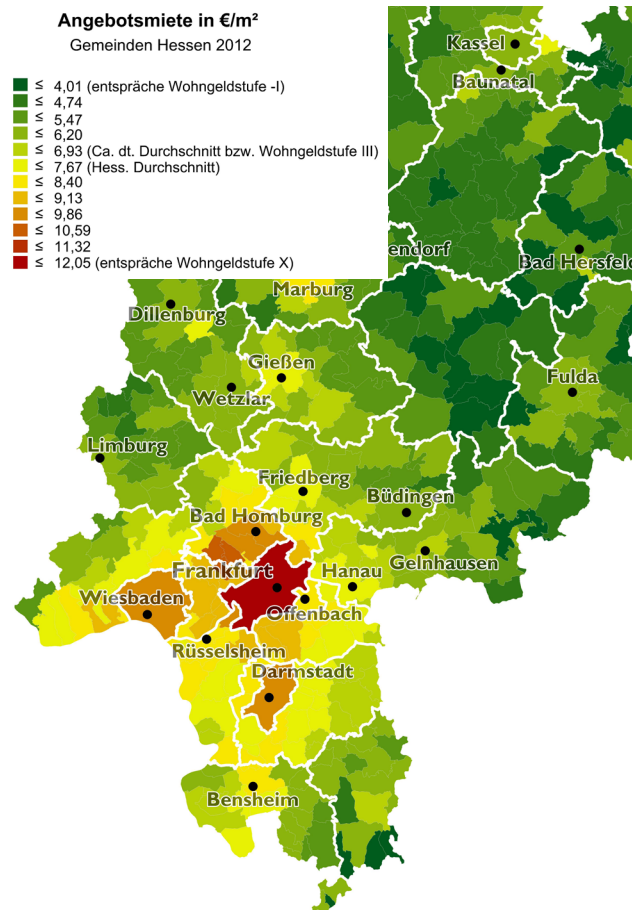 Angebotsmiete in €/m²
Gemeinden Hessen 2012
≤ 4,01 (entspräche Wohngeldstufe -I)
≤ 4,74
≤ 5,47
≤ 6,20
≤ 6,93 (Ca. dt. Durchschnitt bzw. Wohngeldstufe III)
≤ 7,67 (Hess. Durchschnitt)
≤ 8,40
≤ 9,13
≤ 9,86
≤ 10,59
≤ 11,32
≤ 12,05 (entspräche Wohngeldstufe X)
Kassel
Baunatal
endorf
Bad Hersfeld
Marburg
Dillenburg
Gießen
Fulda
Wetzlar
Limburg
Friedberg
Büdingen
Bad Homburg
Gelnhausen
Frankfurt
Hanau
Wiesbaden
Offenbach
Rüsselsheim
Darmstadt
Bensheim